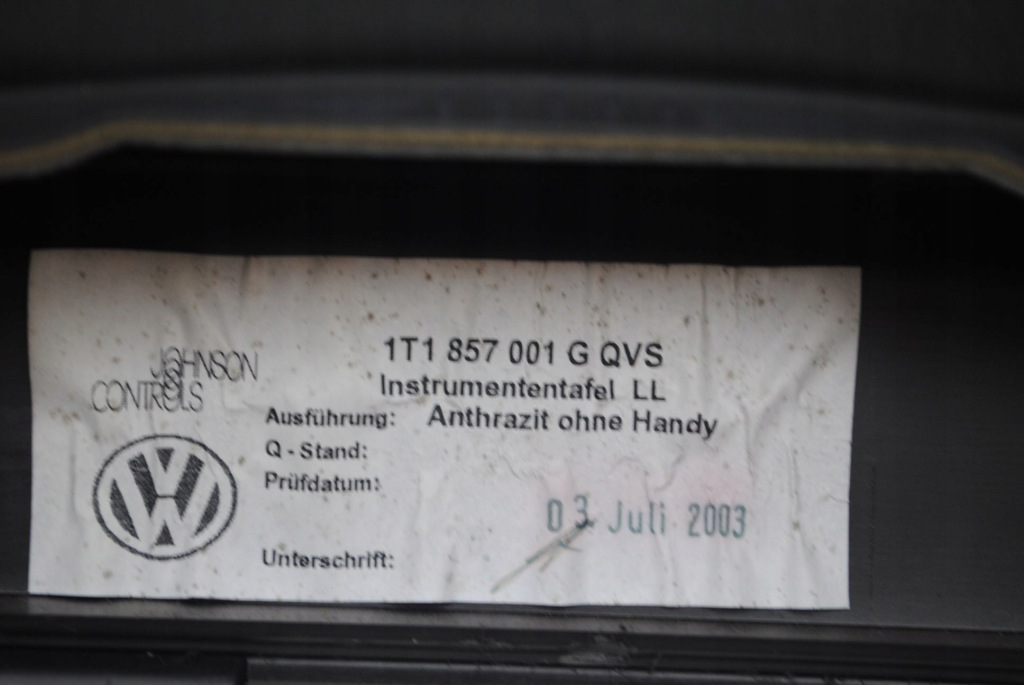 JOHNSON
CONTROLS
1T1 857 001 G QVS
Instrumententafel LL
Ausführung: Anthrazit ohne Handy
Q - Stand:
Prüfdatum:
03. Juli 2003
Unterschrift: